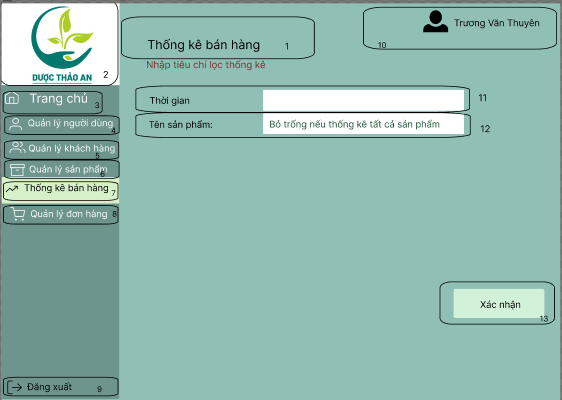 DƯỢC THẢO AN
2
Trang chủ
3
Quản lý người dùng
4
Quản lý khách hàng
5
Quản lý sản phẩm
6
Thống kê bán hàng
7
Quản lý đơn hàng
8
Đăng xuất
9
Thống kê bán hàng
1
Nhập tiêu chí lọc thống kê
Trương Văn Thuyên
10
Thời gian
11
Tên sản phẩm:
Bỏ trống nếu thống kê tất cả sản phẩm
12
Xác nhận
13